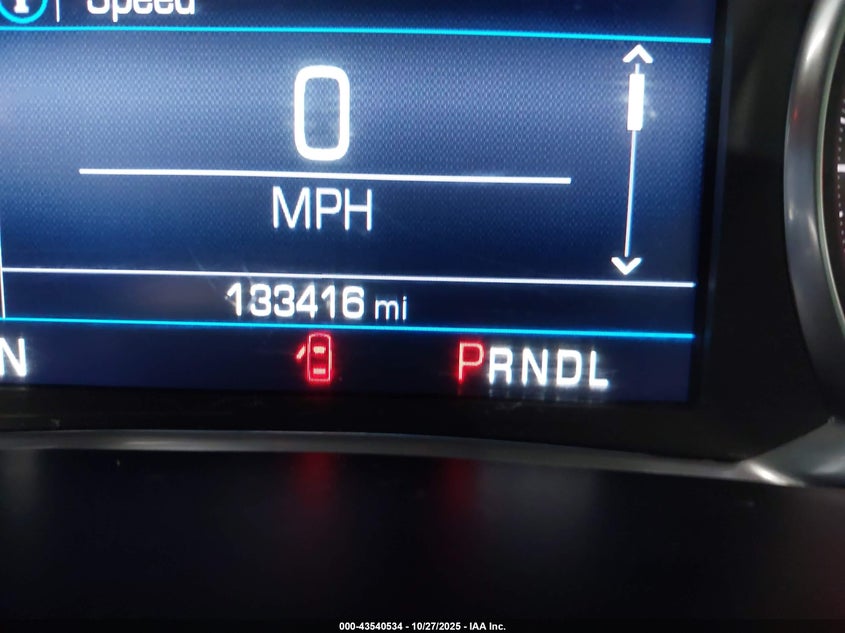 Speed
0
MPH
133416 mi
N
PRNDL
000-43540534 - 10/27/2025 - IAA Inc.